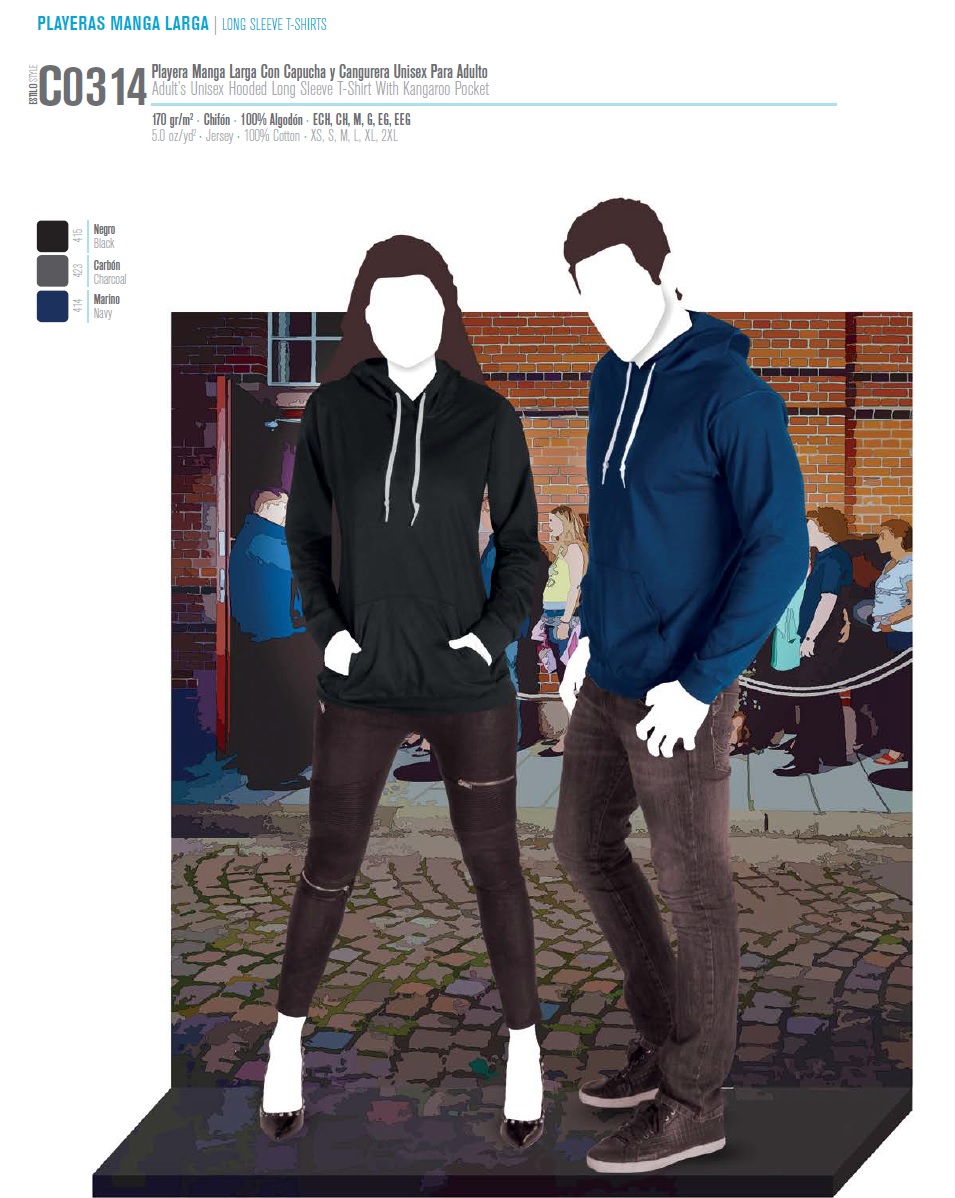 PLAYERAS MANGA LARGA | LONG SLEEVE T-SHIRTS
ESTILO STYLE
C0314
Playera Manga Larga Con Capucha y Cangurera Unisex Para Adulto
Adult's Unisex Hooded Long Sleeve T-Shirt With Kangaroo Pocket
170 gr/m² · Chifón · 100% Algodón · ECH, CH, M, G, EG, EEG
5.0 oz/yd² · Jersey · 100% Cotton · XS, S, M, L, XL, 2XL
415
Negro
Black
423
Carbón
Charcoal
414
Marino
Navy